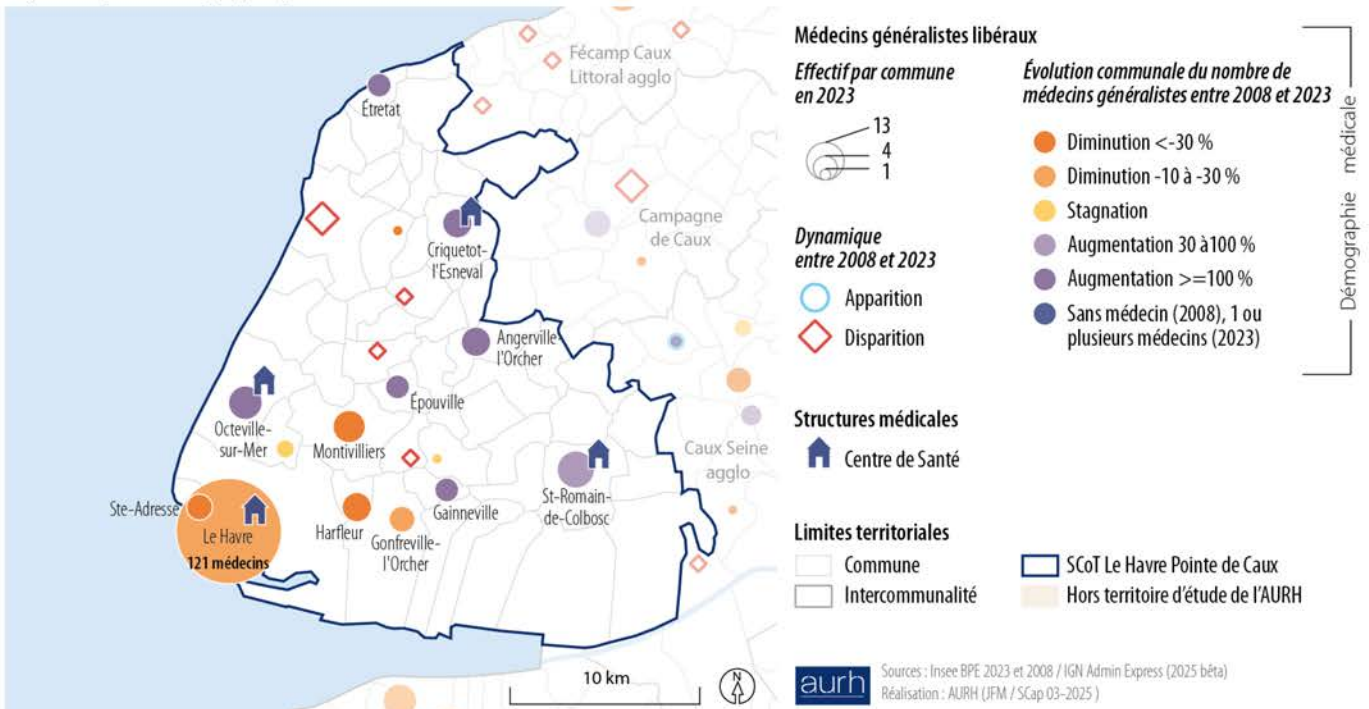 Fécamp Caux
Littoral agglo
Étretat
Campagne
de Caux
Criquetot-
l'Esneval
Angerville-
l'Orcher
Épouville
Octeville-
sur-Mer
Montivilliers
Caux Seine
agglo
St-Romain-
de-Colbosc
Gainneville
Ste-Adresse
Le Havre
121 médecins
Harfleur
Gonfreville-
l'Orcher
10 km
N
Médecins généralistes libéraux
Effectif par commune
en 2023
13
4
1
Dynamique
entre 2008 et 2023
Apparition
Disparition
Évolution communale du nombre de
médecins généralistes entre 2008 et 2023
Diminution <-30 %
Diminution -10 à -30 %
Stagnation
Augmentation 30 à100 %
Augmentation >=100 %
Sans médecin (2008), 1 ou
plusieurs médecins (2023)
Démographie médicale
Structures médicales
Centre de Santé
Limites territoriales
Commune
Intercommunalité
SCoT Le Havre Pointe de Caux
Hors territoire d'étude de l'AURH
aurh
Sources : Insee BPE 2023 et 2008 / IGN Admin Express (2025 bêta)
Réalisation : AURH (JFM / SCap 03-2025 )